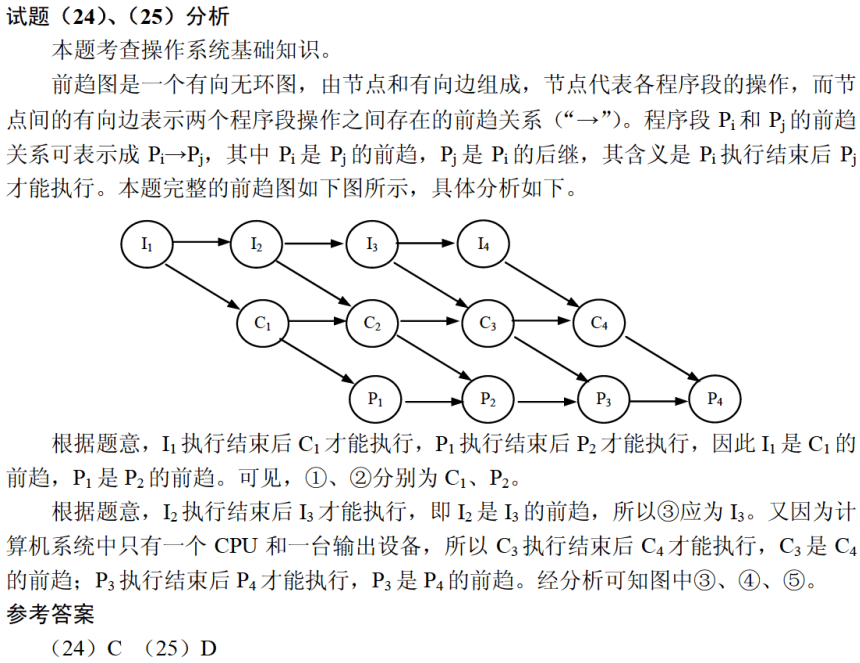 试题（24）、（25）分析
本题考查操作系统基础知识。
前趋图是一个有向无环图，由节点和有向边组成，节点代表各程序段的操作，而节
点间的有向边表示两个程序段操作之间存在的前趋关系（“→”）。程序段 Pi 和 Pj 的前趋
关系可表示成 Pi→Pj，其中 Pi 是 Pj 的前趋，Pj 是 Pi 的后继，其含义是 Pi 执行结束后 Pj
才能执行。本题完整的前趋图如下图所示，具体分析如下。
I1 I2 I3 I4
C1 C2 C3 C4
P1 P2 P3 P4
根据题意，I1 执行结束后 C1 才能执行，P1 执行结束后 P2 才能执行，因此 I1 是 C1 的
前趋，P1 是 P2 的前趋。可见，①、②分别为 C1、P2。
根据题意，I2 执行结束后 I3 才能执行，即 I2 是 I3 的前趋，所以③应为 I3。又因为计
算机系统中只有一个 CPU 和一台输出设备，所以 C3 执行结束后 C4 才能执行，C3 是 C4
的前趋；P3 执行结束后 P4 才能执行，P3 是 P4 的前趋。经分析可知图中③、④、⑤。
参考答案
（24）C （25）D